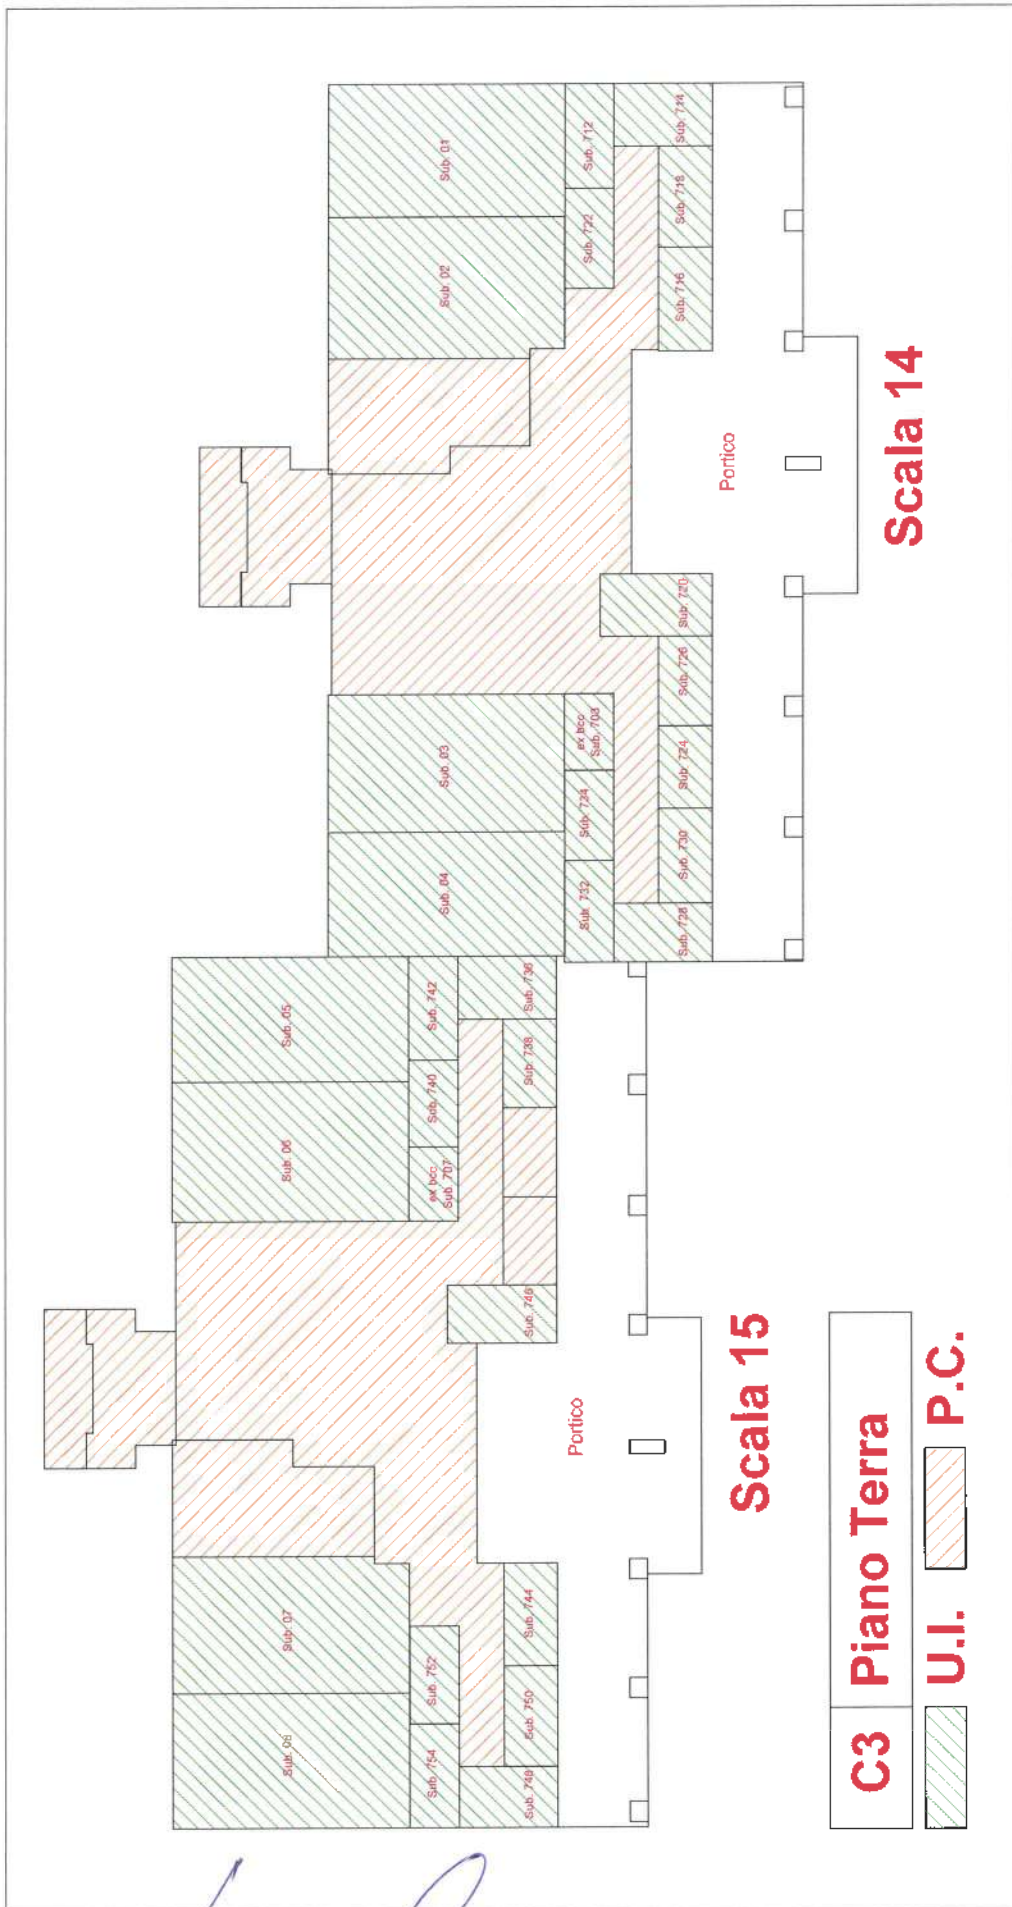 Sub. 08
Sub. 07
Sub. 06
Sub. 05
Sub. 754
Sub. 752
ex bcc
Sub. 707
Sub. 740
Sub. 742
Sub. 750
Sub. 744
Sub. 746
Sub. 738
Sub. 736
Portico
Scala 15
Sub. 04
Sub. 03
Sub. 02
Sub. 01
Sub. 732
Sub. 734
ex bcc
Sub. 703
Sub. 722
Sub. 712
Sub. 728
Sub. 730
Sub. 724
Sub. 726
Sub. 720
Sub. 716
Sub. 718
Sub. 714
Portico
Scala 14
C3 Piano Terra
U.I. P.C.